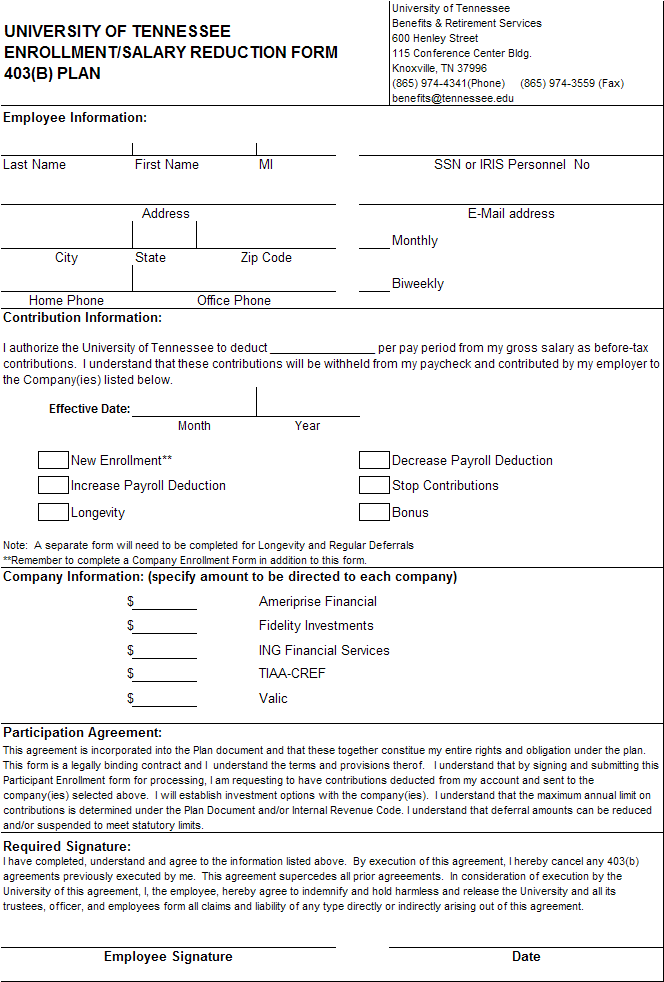 UNIVERSITY OF TENNESSEE
ENROLLMENT/SALARY REDUCTION FORM
403(B) PLAN
University of Tennessee
Benefits & Retirement Services
600 Henley Street
115 Conference Center Bldg.
Knoxville, TN 37996
(865) 974-4341(Phone) (865) 974-3559 (Fax)
benefits@tennessee.edu
Employee Information:
Last Name First Name MI SSN or IRIS Personnel No
Address E-Mail address
Monthly
City State Zip Code
Biweekly
Home Phone Office Phone
Contribution Information:
I authorize the University of Tennessee to deduct ________________ per pay period from my gross salary as before-tax
contributions. I understand that these contributions will be withheld from my paycheck and contributed by my employer to
the Company(ies) listed below.
Effective Date:
Month Year
New Enrollment** Decrease Payroll Deduction
Increase Payroll Deduction Stop Contributions
Longevity Bonus
Note: A separate form will need to be completed for Longevity and Regular Deferrals
**Remember to complete a Company Enrollment Form in addition to this form.
Company Information: (specify amount to be directed to each company)
$ Ameriprise Financial
$ Fidelity Investments
$ ING Financial Services
$ TIAA-CREF
$ Valic
Participation Agreement:
This agreement is incorporated into the Plan document and that these together constitue my entire rights and obligation under the plan.
This form is a legally binding contract and I understand the terms and provisions therof. I understand that by signing and submitting this
Participant Enrollment form for processing, I am requesting to have contributions deducted from my account and sent to the
company(ies) selected above. I will establish investment options with the company(ies). I understand that the maximum annual limit on
contributions is determined under the Plan Document and/or Internal Revenue Code. I understand that deferral amounts can be reduced
and/or suspended to meet statutory limits.
Required Signature:
I have completed, understand and agree to the information listed above. By execution of this agreement, I hereby cancel any 403(b)
agreements previously executed by me. This agreement supercedes all prior agreeements. In consideration of execution by the
University of this agreement, I, the employee, hereby agree to indemnify and hold harmless and release the University and all its
trustees, officer, and employees form all claims and liability of any type directly or indirectly arising out of this agreement.
Employee Signature Date